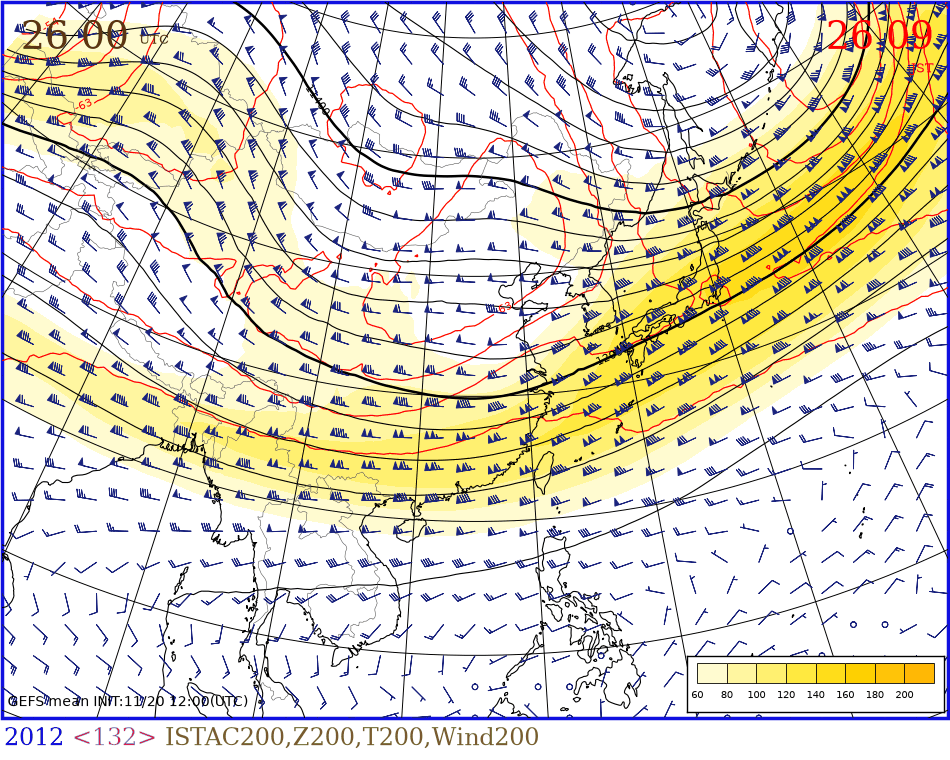 26 00 UTC
26 09
JST
-63
-63
GEFS mean INIT:11/20 12:00(UTC)
60 80 100 120 140 160 180 200
2012 <132> ISTAC200,Z200,T200,Wind200